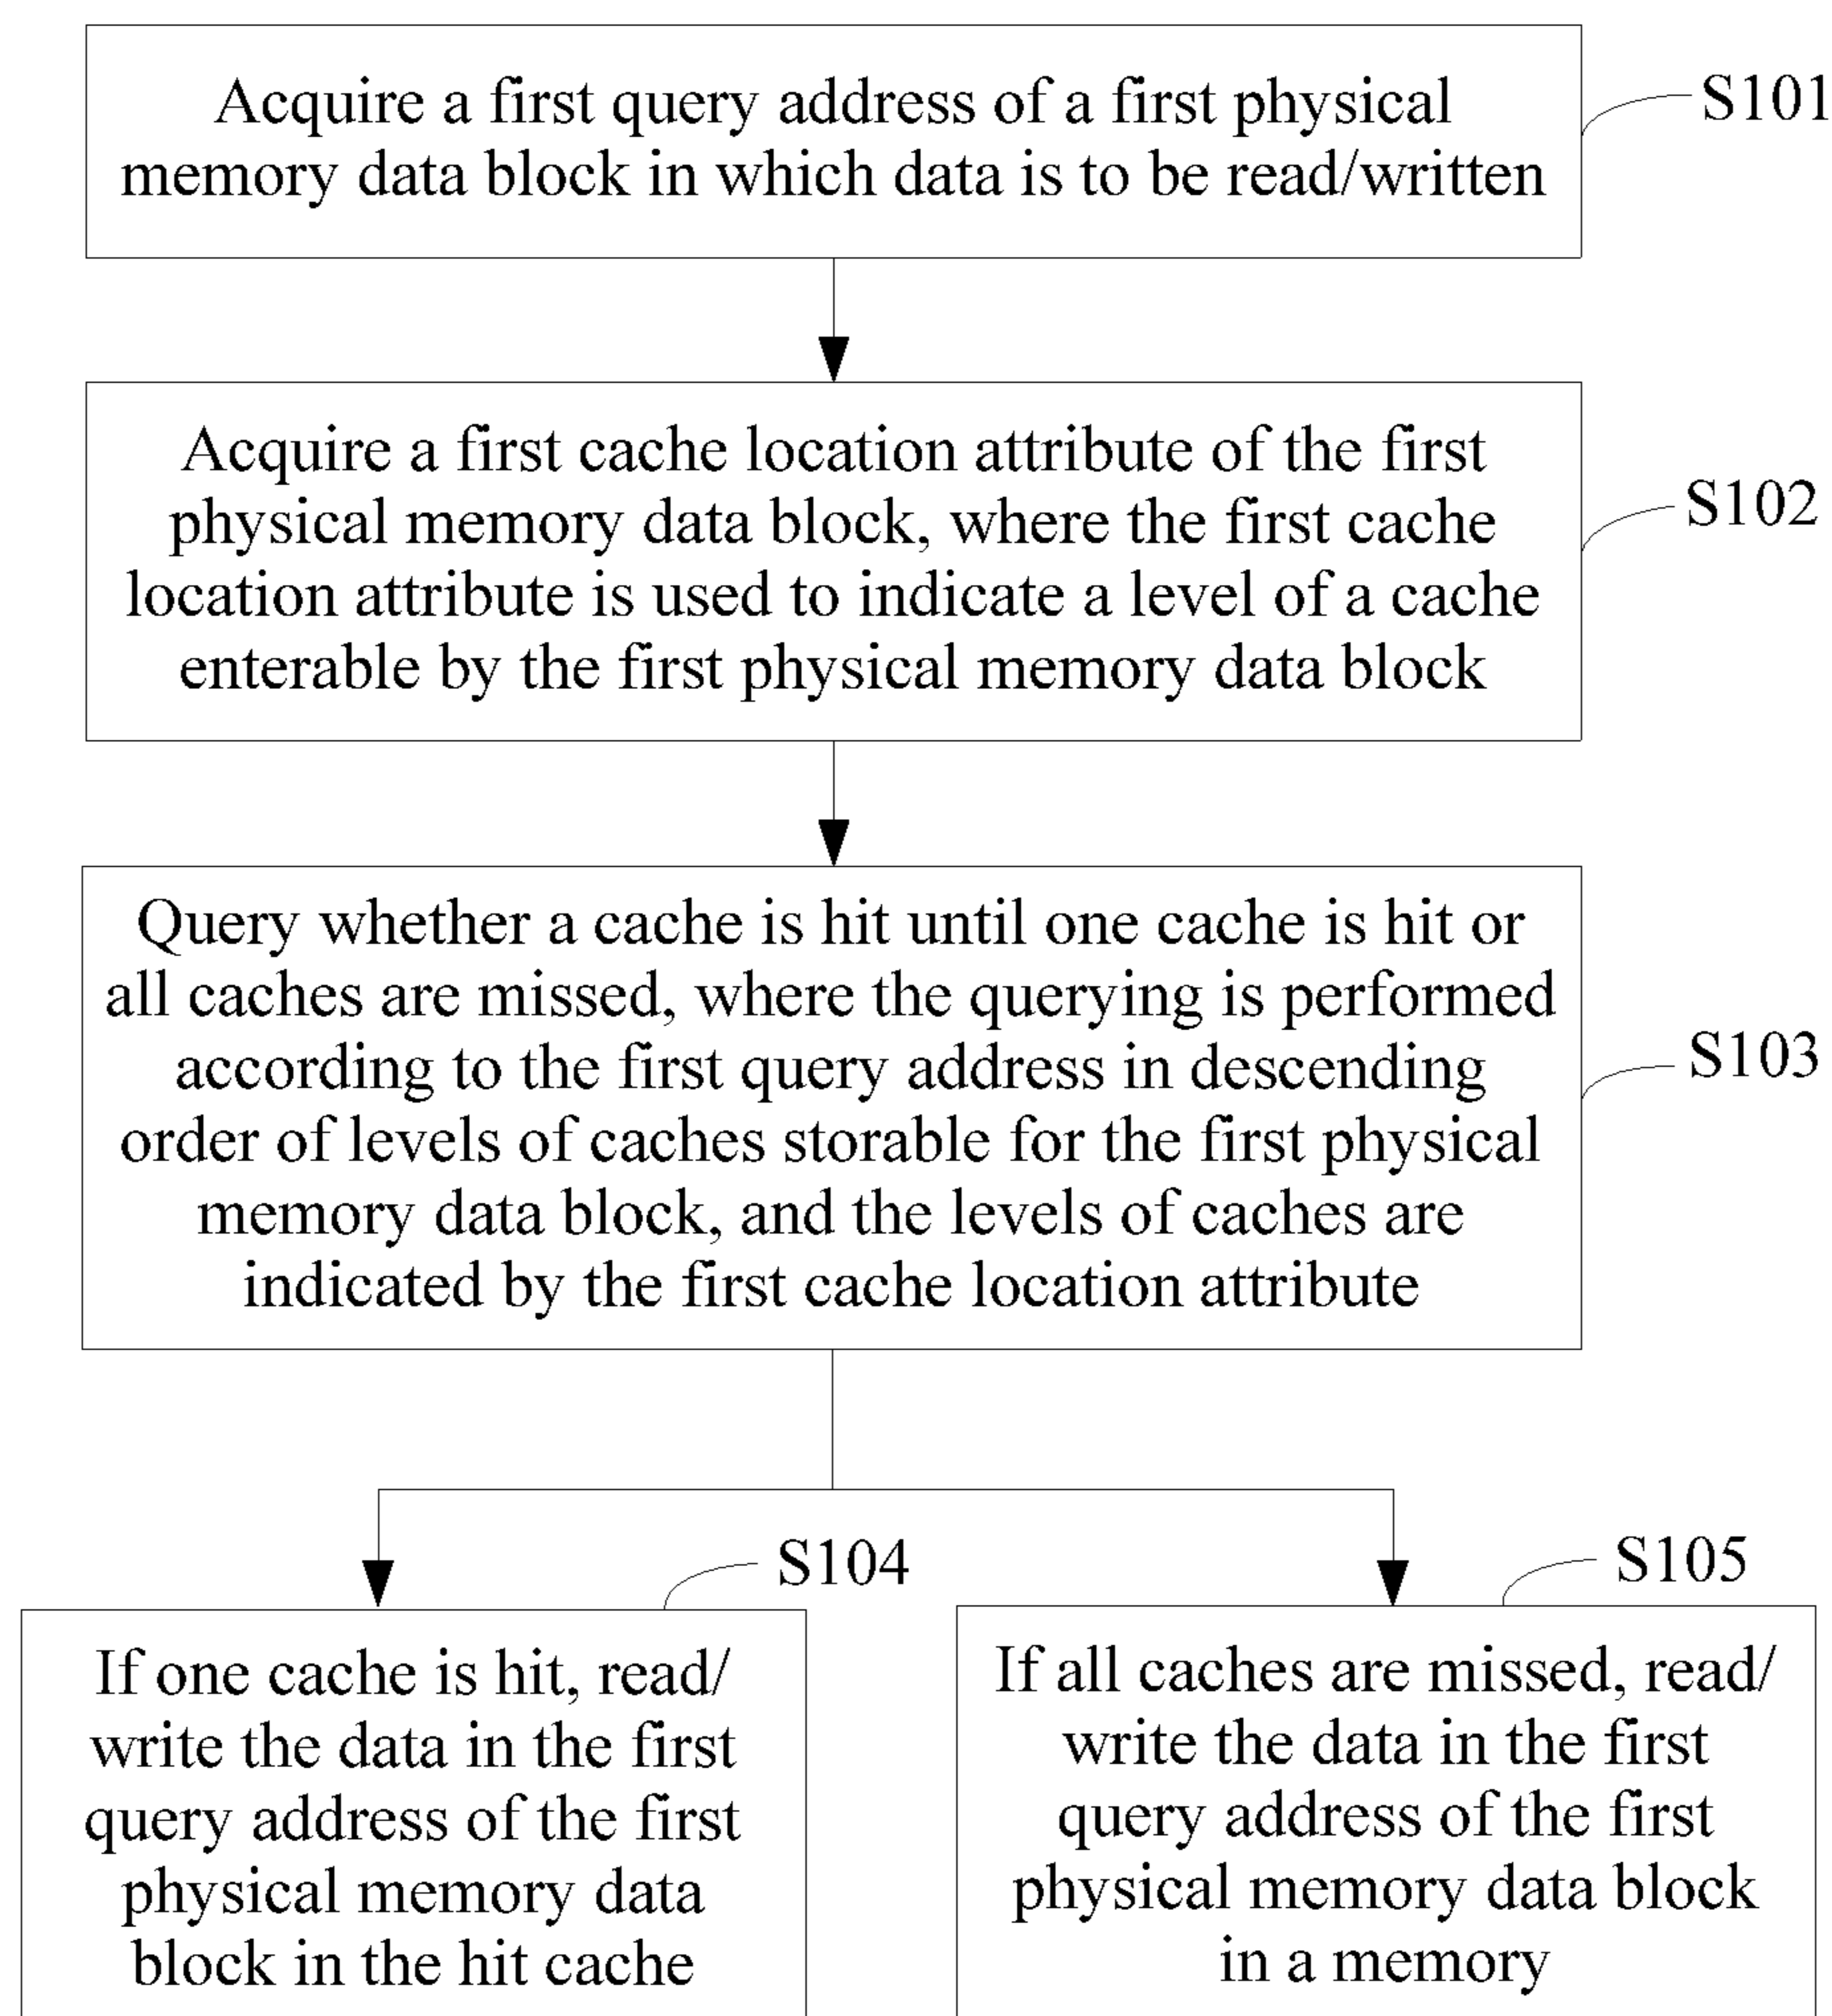 Acquire a first query address of a first physical
memory data block in which data is to be read/written
S101
Acquire a first cache location attribute of the first
physical memory data block, where the first cache
location attribute is used to indicate a level of a cache
enterable by the first physical memory data block
S102
Query whether a cache is hit until one cache is hit or
all caches are missed, where the querying is performed
according to the first query address in descending
order of levels of caches storable for the first physical
memory data block, and the levels of caches are
indicated by the first cache location attribute
S103
S104
If one cache is hit, read/
write the data in the first
query address of the first
physical memory data
block in the hit cache
S105
If all caches are missed, read/
write the data in the first
query address of the first
physical memory data block
in a memory